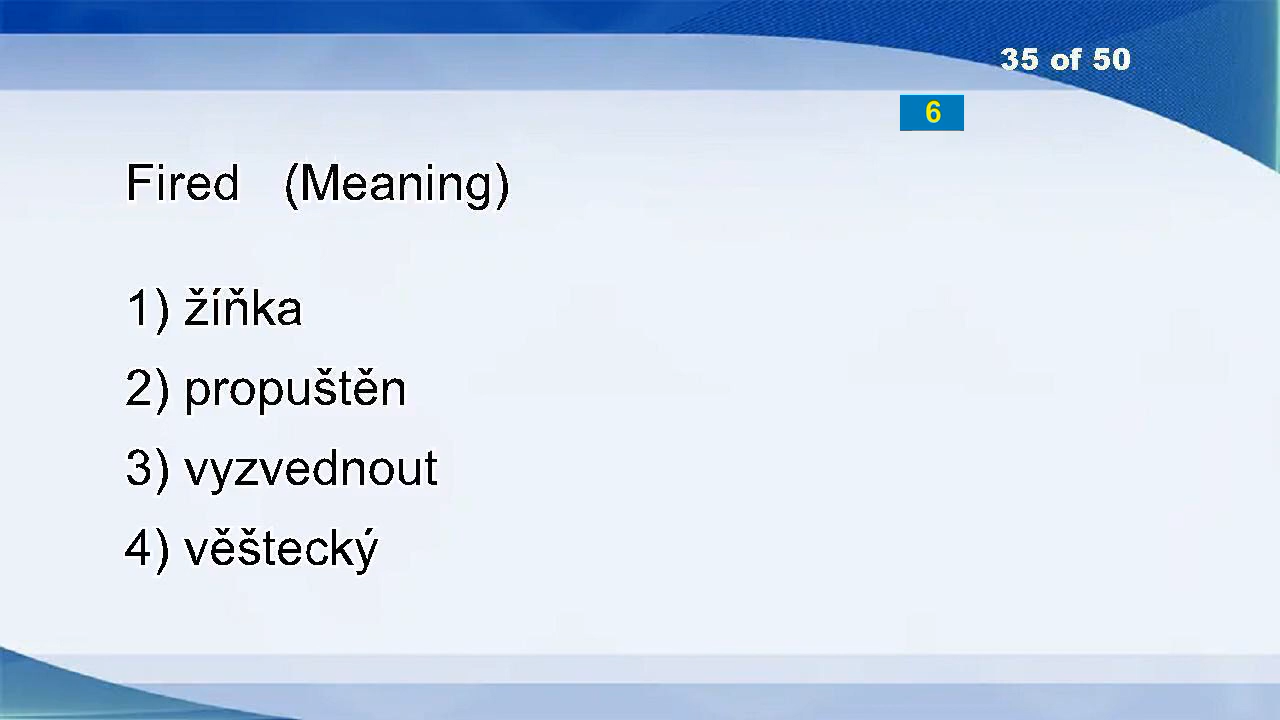 35 of 50
6
Fired (Meaning)
1) žíňka
2) propuštěn
3) vyzvednout
4) věštecký